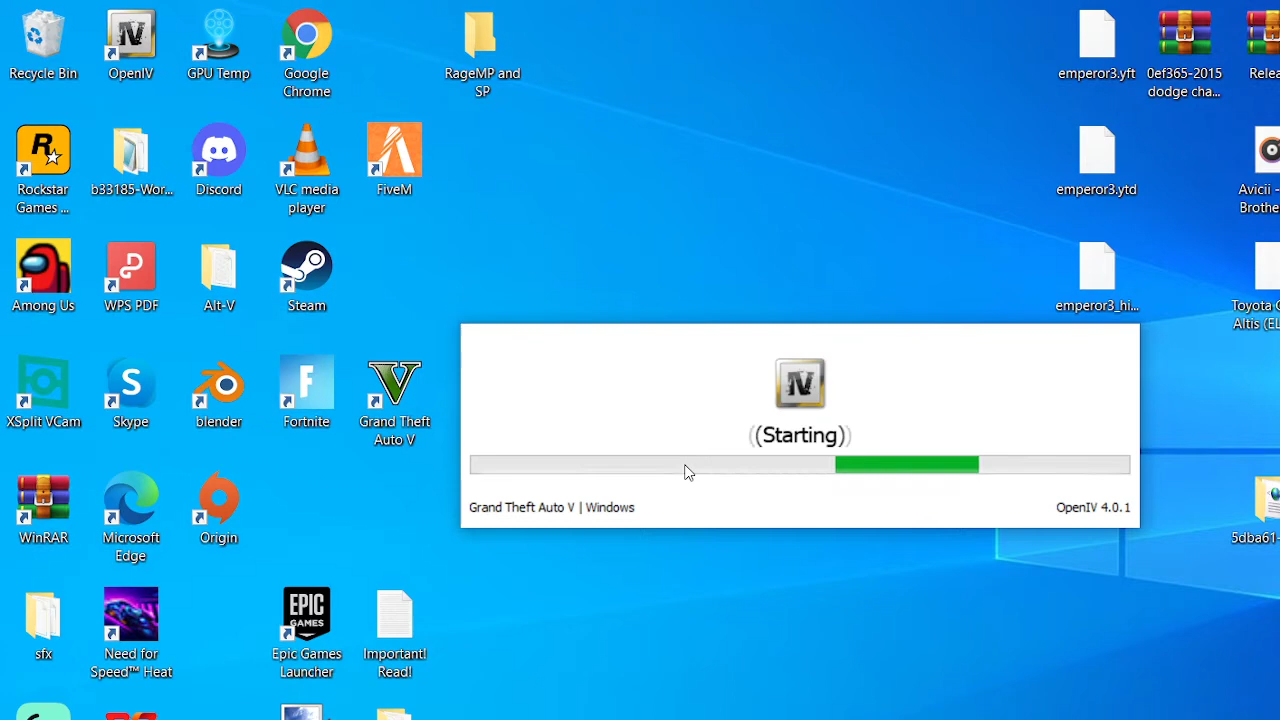 Recycle Bin
OpenIV
GPU Temp
Google
Chrome
RageMP and
SP
emperor3.yft
0ef365-2015
dodge cha...
Relea
Rockstar
Games ...
b33185-Wor...
Discord
VLC media
player
FiveM
emperor3.ytd
Avicii -
Brothe
Among Us
WPS PDF
Alt-V
Steam
emperor3_hi...
Toyota C
Altis (EL
IV
((Starting))
Grand Theft Auto V | Windows
OpenIV 4.0.1
XSplit VCam
Skype
blender
Fortnite
Grand Theft
Auto V
WinRAR
Microsoft
Edge
Origin
5dba61-
sfx
Need for
Speed™ Heat
EPIC
GAMES
Epic Games
Launcher
Important!
Read!